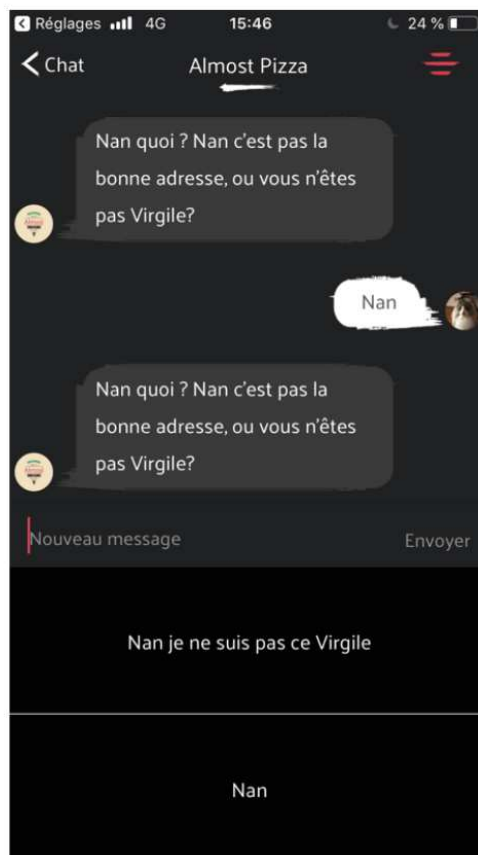 Réglages 4G 15:46 24 %
Chat Almost Pizza
Nan quoi ? Nan c'est pas la
bonne adresse, ou vous n'êtes
pas Virgile?
Nan
Nan quoi ? Nan c'est pas la
bonne adresse, ou vous n'êtes
pas Virgile?
Nouveau message Envoyer
Nan je ne suis pas ce Virgile
Nan